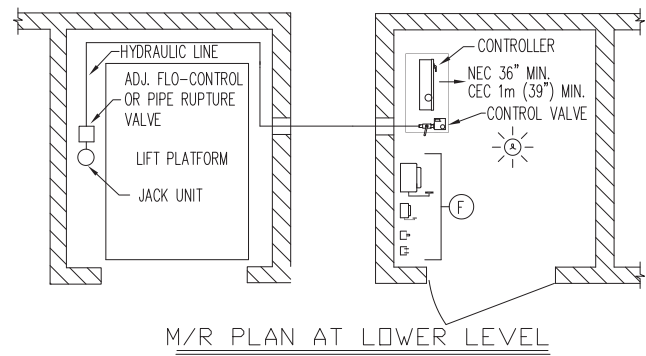 HYDRAULIC LINE
ADJ. FLO-CONTROL
OR PIPE RUPTURE
VALVE
LIFT PLATFORM
JACK UNIT
CONTROLLER
NEC 36" MIN.
CEC 1m (39") MIN.
CONTROL VALVE
F
M/R PLAN AT LOWER LEVEL